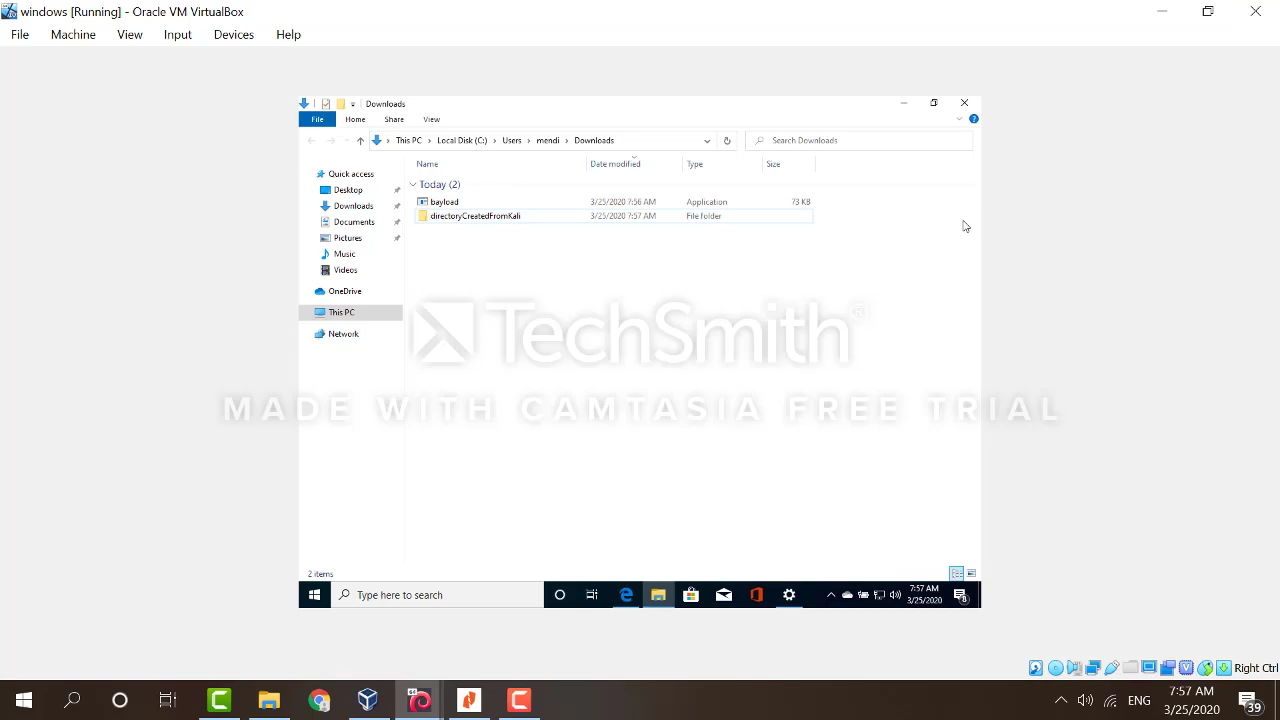 windows [Running] - Oracle VM VirtualBox
File Machine View Input Devices Help
Downloads
File Home Share View
This PC > Local Disk (C:) > Users > mendi > Downloads
Search Downloads
Name Date modified Type Size
Quick access
Desktop
Downloads
Documents
Pictures
Music
Videos
OneDrive
This PC
Network
Today (2)
bayload 3/25/2020 7:56 AM Application 73 KB
directoryCreatedFromKali 3/25/2020 7:57 AM File folder
TechSmith®
MADE WITH CAMTASIA FREE TRIAL
2 items
Type here to search
7:57 AM
3/25/2020
8
Right Ctrl
64
ENG
7:57 AM
3/25/2020
39